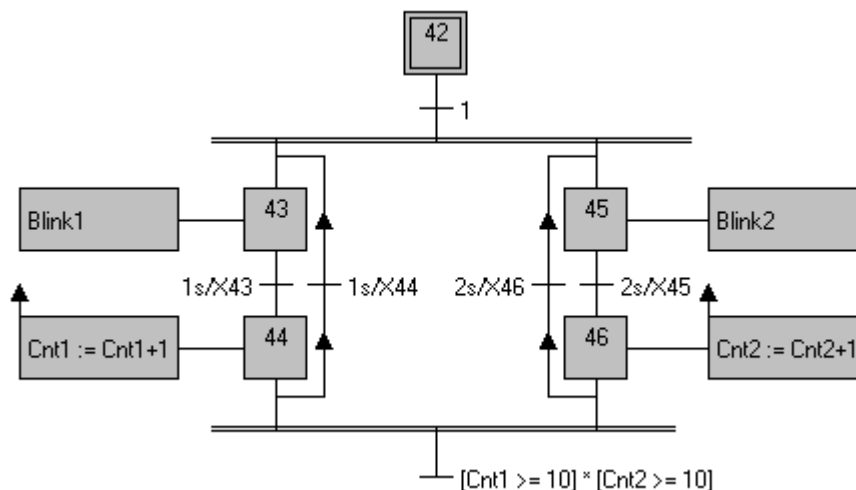 42
1
Blink1
43
45
Blink2
1s/X43
1s/X44
2s/X46
2s/X45
Cnt1 := Cnt1+1
44
46
Cnt2 := Cnt2+1
[Cnt1 >= 10] * [Cnt2 >= 10]